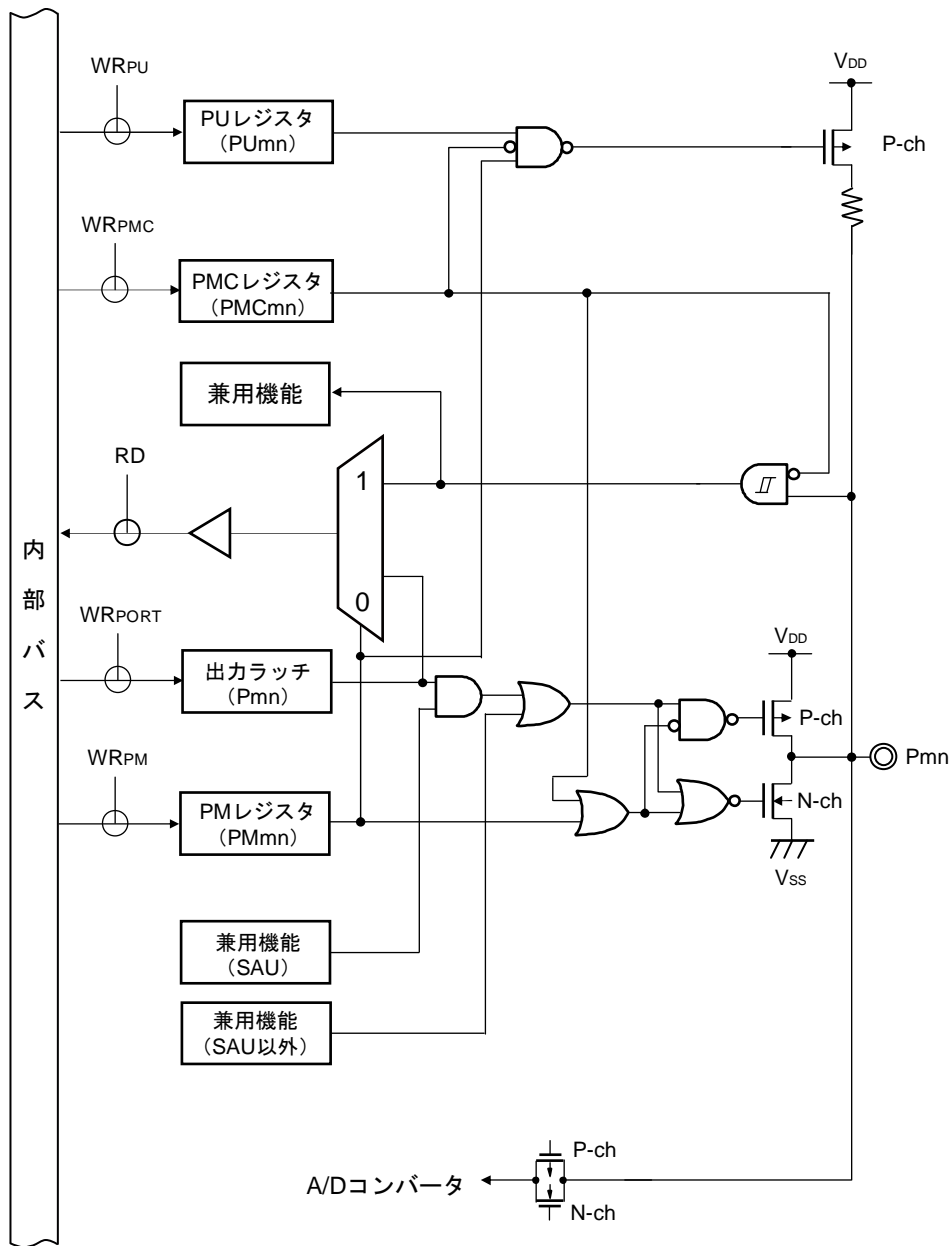 WRPU
PUレジスタ
(PUmn)
VDD
P-ch
WRPMC
PMCレジスタ
(PMCmn)
兼用機能
RD
1
0
内部バス
WRPORT
出力ラッチ
(Pmn)
VDD
P-ch
Pmn
N-ch
VSS
WRPM
PMレジスタ
(PMmn)
兼用機能
(SAU)
兼用機能
(SAU以外)
P-ch
A/Dコンバータ
N-ch